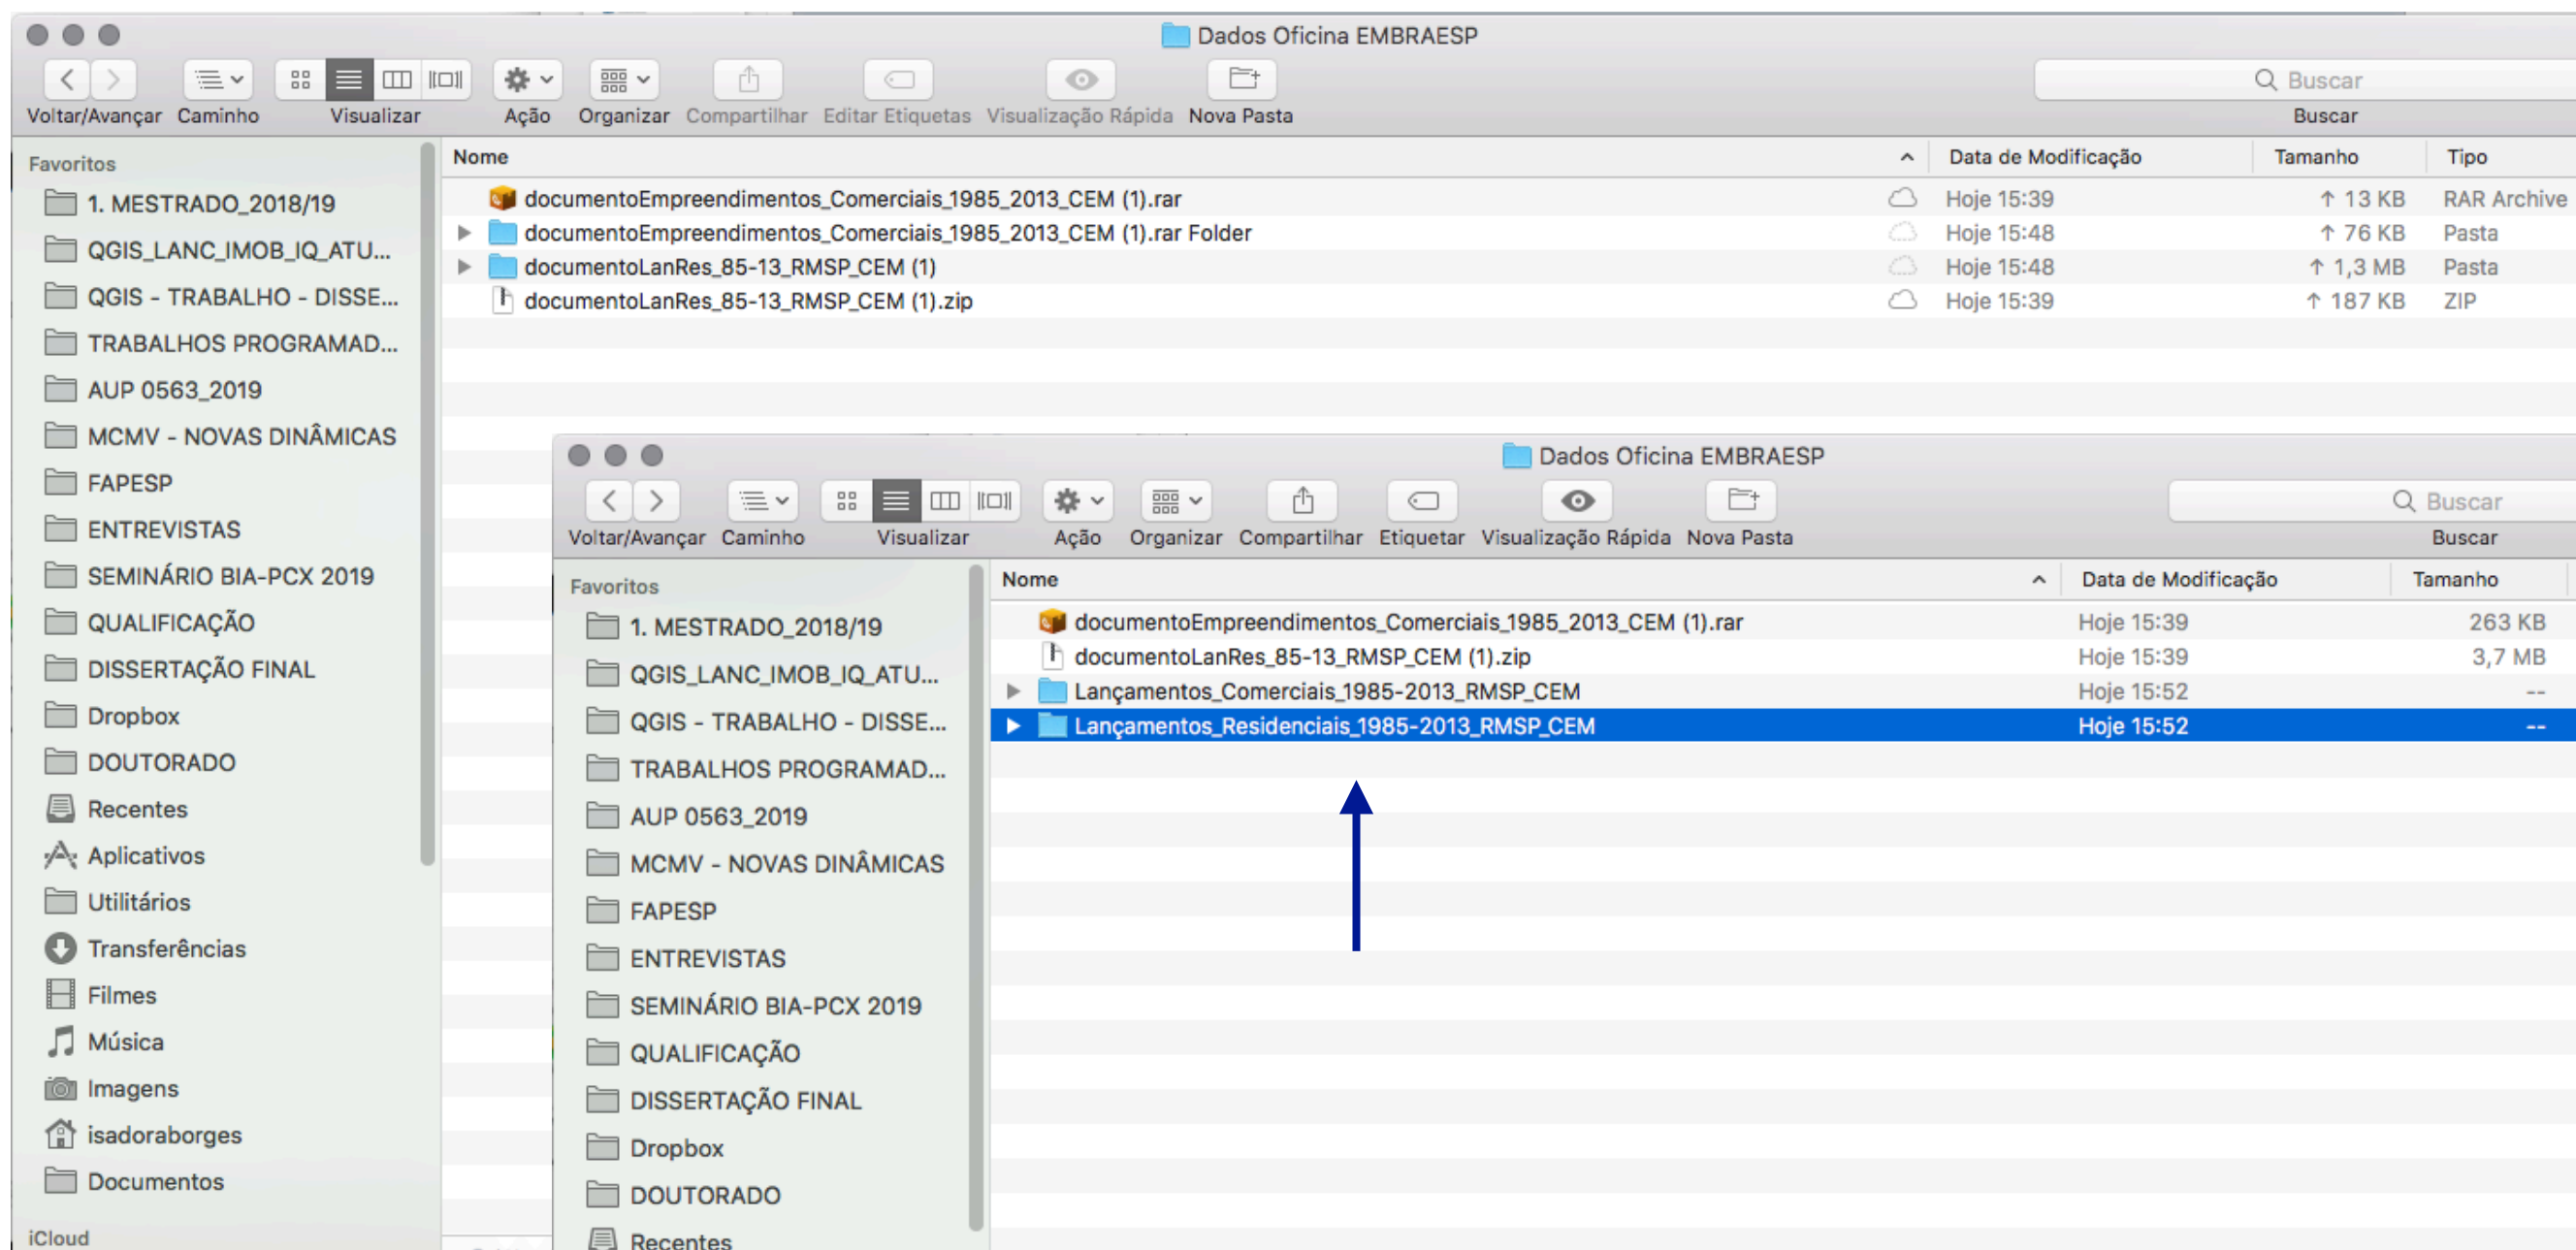 Dados Oficina EMBRAESP
Buscar
Voltar/Avançar Caminho Visualizar Ação Organizar Compartilhar Editar Etiquetas Visualização Rápida Nova Pasta Buscar
Favoritos
1. MESTRADO_2018/19
QGIS_LANC_IMOB_IQ_ATU...
QGIS - TRABALHO - DISSE...
TRABALHOS PROGRAMAD...
AUP 0563_2019
MCMV - NOVAS DINÂMICAS
FAPESP
ENTREVISTAS
SEMINÁRIO BIA-PCX 2019
QUALIFICAÇÃO
DISSERTAÇÃO FINAL
Dropbox
DOUTORADO
Recentes
Aplicativos
Utilitários
Transferências
Filmes
Música
Imagens
isadoraborges
Documentos
iCloud
Nome Data de Modificação Tamanho Tipo
documentoEmpreendimentos_Comerciais_1985_2013_CEM (1).rar Hoje 15:39 ↑ 13 KB RAR Archive
documentoEmpreendimentos_Comerciais_1985_2013_CEM (1).rar Folder Hoje 15:48 ↑ 76 KB Pasta
documentoLanRes_85-13_RMSP_CEM (1) Hoje 15:48 ↑ 1,3 MB Pasta
documentoLanRes_85-13_RMSP_CEM (1).zip Hoje 15:39 ↑ 187 KB ZIP
Dados Oficina EMBRAESP
Buscar
Voltar/Avançar Caminho Visualizar Ação Organizar Compartilhar Etiquetar Visualização Rápida Nova Pasta Buscar
Favoritos
1. MESTRADO_2018/19
QGIS_LANC_IMOB_IQ_ATU...
QGIS - TRABALHO - DISSE...
TRABALHOS PROGRAMAD...
AUP 0563_2019
MCMV - NOVAS DINÂMICAS
FAPESP
ENTREVISTAS
SEMINÁRIO BIA-PCX 2019
QUALIFICAÇÃO
DISSERTAÇÃO FINAL
Dropbox
DOUTORADO
Recentes
Nome Data de Modificação Tamanho
documentoEmpreendimentos_Comerciais_1985_2013_CEM (1).rar Hoje 15:39 263 KB
documentoLanRes_85-13_RMSP_CEM (1).zip Hoje 15:39 3,7 MB
Lançamentos_Comerciais_1985-2013_RMSP_CEM Hoje 15:52 --
Lançamentos_Residenciais_1985-2013_RMSP_CEM Hoje 15:52 --